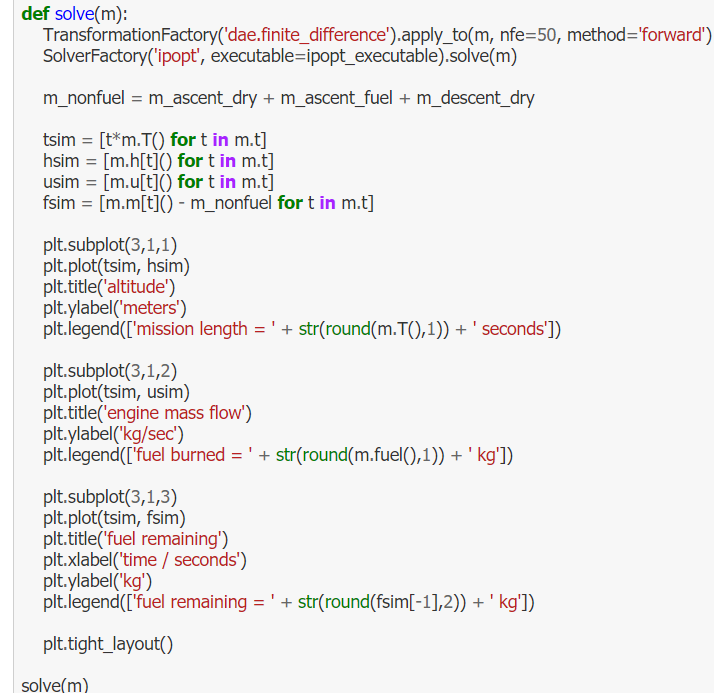 def solve(m):
    TransformationFactory('dae.finite_difference').apply_to(m, nfe=50, method='forward')
    SolverFactory('ipopt', executable=ipopt_executable).solve(m)

    m_nonfuel = m_ascent_dry + m_ascent_fuel + m_descent_dry

    tsim = [t*m.T() for t in m.t]
    hsim = [m.h[t]() for t in m.t]
    usim = [m.u[t]() for t in m.t]
    fsim = [m.m[t]() - m_nonfuel for t in m.t]

    plt.subplot(3,1,1)
    plt.plot(tsim, hsim)
    plt.title('altitude')
    plt.ylabel('meters')
    plt.legend(['mission length = ' + str(round(m.T(),1)) + ' seconds'])

    plt.subplot(3,1,2)
    plt.plot(tsim, usim)
    plt.title('engine mass flow')
    plt.ylabel('kg/sec')
    plt.legend(['fuel burned = ' + str(round(m.fuel(),1)) + ' kg'])

    plt.subplot(3,1,3)
    plt.plot(tsim, fsim)
    plt.title('fuel remaining')
    plt.xlabel('time / seconds')
    plt.ylabel('kg')
    plt.legend(['fuel remaining = ' + str(round(fsim[-1],2)) + ' kg'])

    plt.tight_layout()

solve(m)